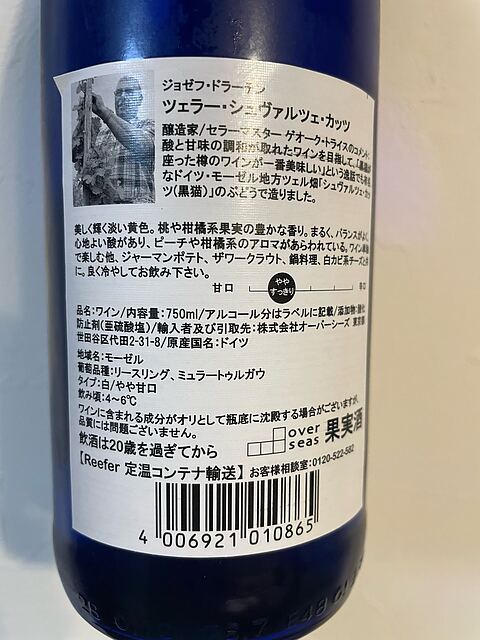 ジョゼフ・ドラーテン
ツェラー・シュヴァルツェ・カッツ
醸造家/セラーマスター ゲオーク・トライスのコメント:
酸と甘味の調和が取れたワインを目指して、「黒猫が
座った樽のワインが一番美味しい」という逸話でも有名
なドイツ・モーゼル地方ツェル畑「シュヴァルツェ・カッ
ツ(黒猫)」のぶどうで造りました。
美しく輝く淡い黄色。桃や柑橘系果実の豊かな香り。まるく、バランスがよく、
心地よい酸があり、ピーチや柑橘系のアロマがあらわれている。ワイン単独
で楽しむ他、ジャーマンポテト、ザワークラウト、鍋料理、白カビ系チーズと共
に。良く冷やしてお飲み下さい。
甘口 やや すっきり 辛口
品名:ワイン/内容量:750ml/アルコール分はラベルに記載/添加物:酸化
防止剤(亜硫酸塩)/輸入者及び引取先:株式会社オーバーシーズ 東京都
世田谷区代田2-31-8/原産国名:ドイツ
地域名:モーゼル
葡萄品種:リースリング、ミュラートゥルガウ
タイプ:白/やや甘口
飲み頃:4~6℃
ワインに含まれる成分がオリとして瓶底に沈殿する場合がございますが、
品質には問題ございません。
飲酒は20歳を過ぎてから
over
seas 果実酒
【Reefer 定温コンテナ輸送】 お客様相談室:0120-522-582
4 006921 010865